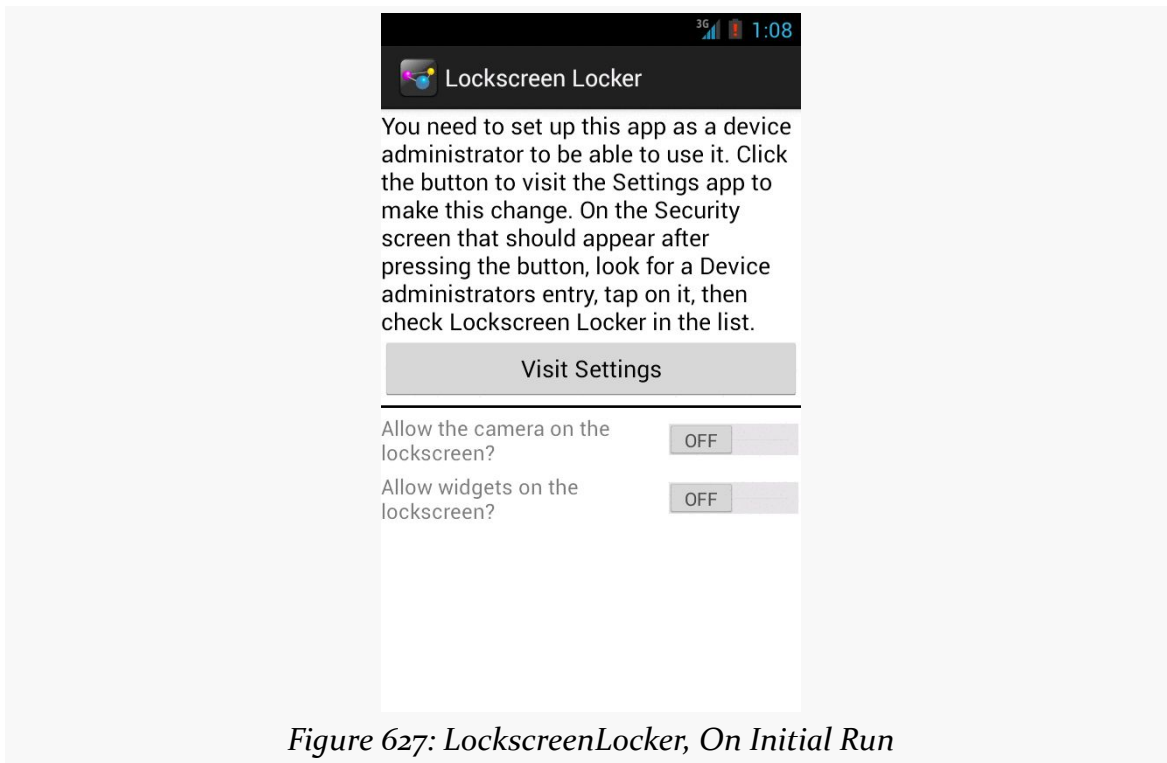 3G 1:08
Lockscreen Locker
You need to set up this app as a device
administrator to be able to use it. Click
the button to visit the Settings app to
make this change. On the Security
screen that should appear after
pressing the button, look for a Device
administrators entry, tap on it, then
check Lockscreen Locker in the list.
Visit Settings
Allow the camera on the
lockscreen?
OFF
Allow widgets on the
lockscreen?
OFF
Figure 627: LockscreenLocker, On Initial Run